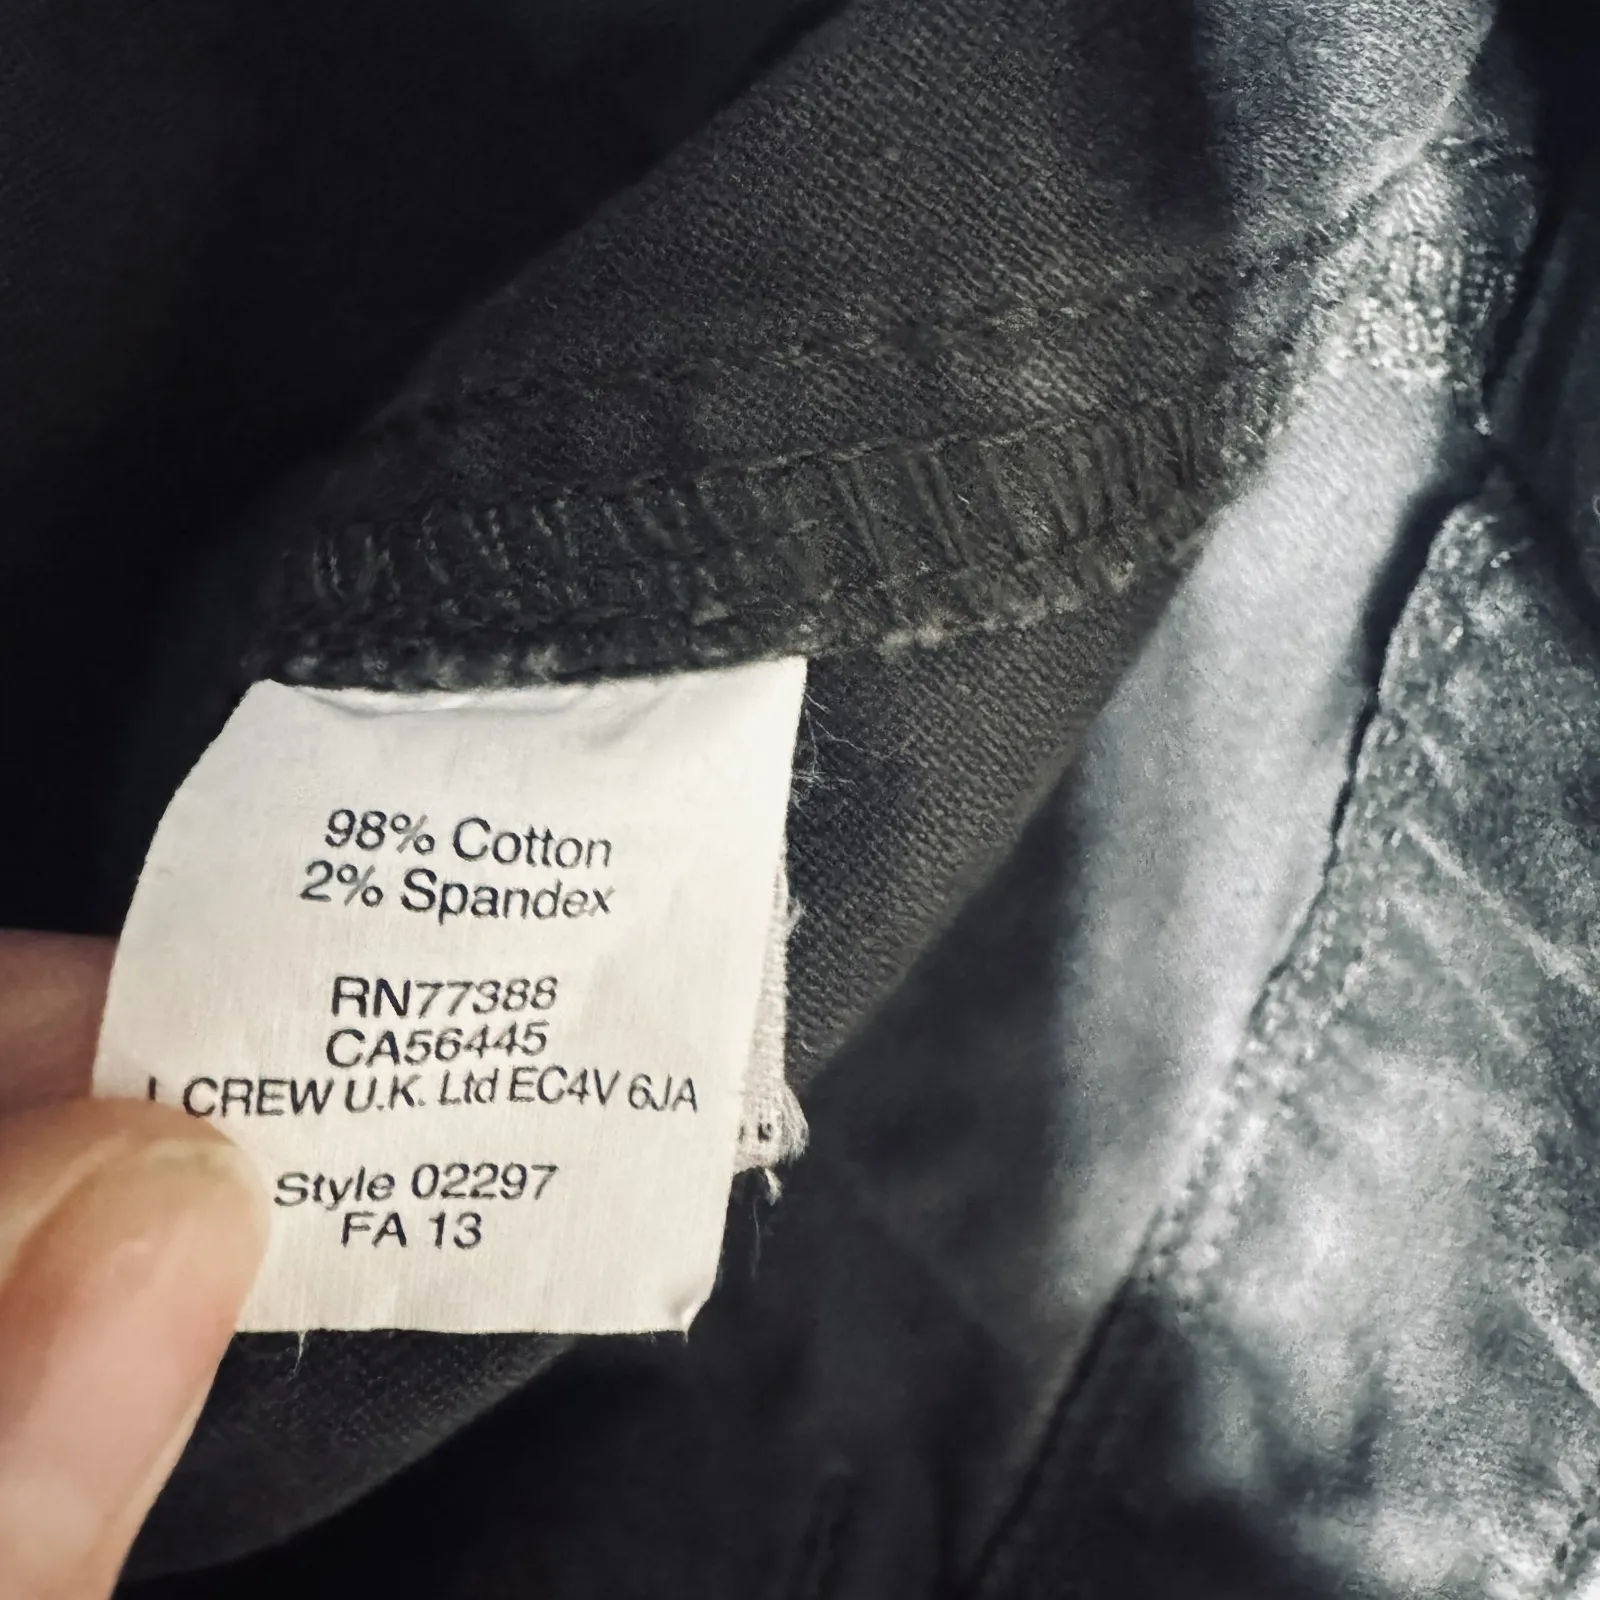 98% Cotton
2% Spandex
RN77388
CA56445
CREW U.K. Ltd EC4V 6JA
Style 02297
FA 13